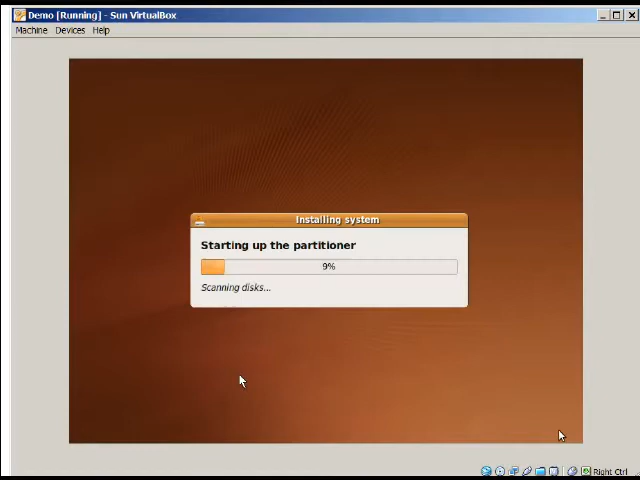 Demo [Running] - Sun VirtualBox
Machine Devices Help
Installing system
Starting up the partitioner
9%
Scanning disks...
Right Ctrl